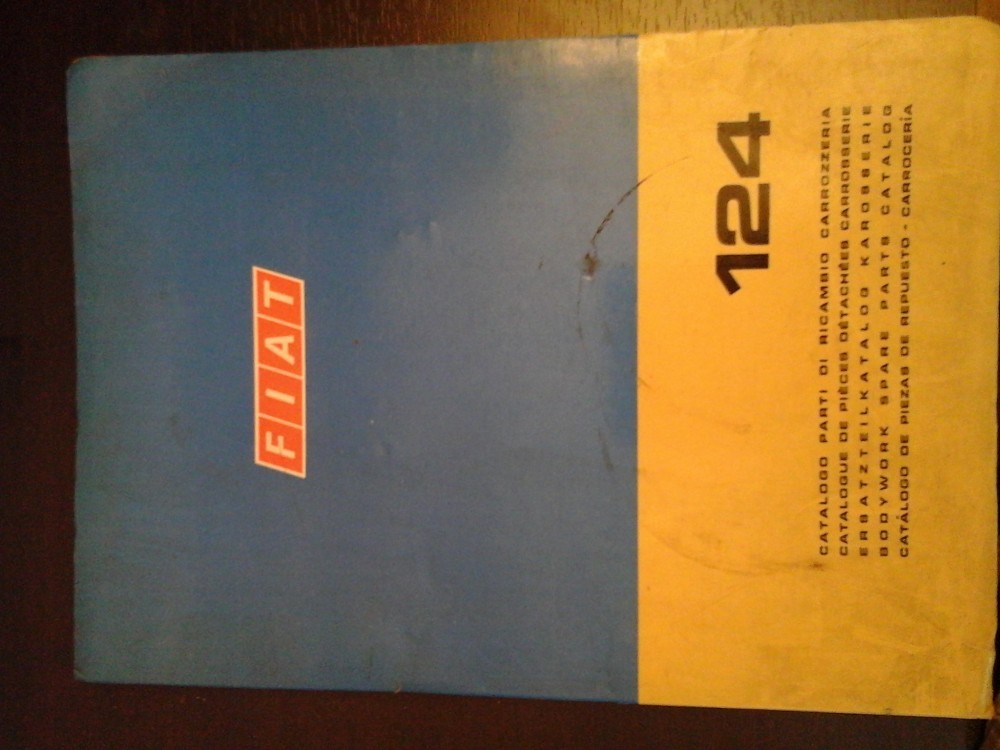 FIAT
124
CATALOGO PARTI DI RICAMBIO CARROZZERIA
CATALOGUE DE PIÈCES DÉTACHÉES CARROSSERIE
ERSATZTEILKATALOG KAROSSERIE
BODYWORK SPARE PARTS CATALOG
CATÁLOGO DE PIEZAS DE REPUESTO - CARROCERÍA